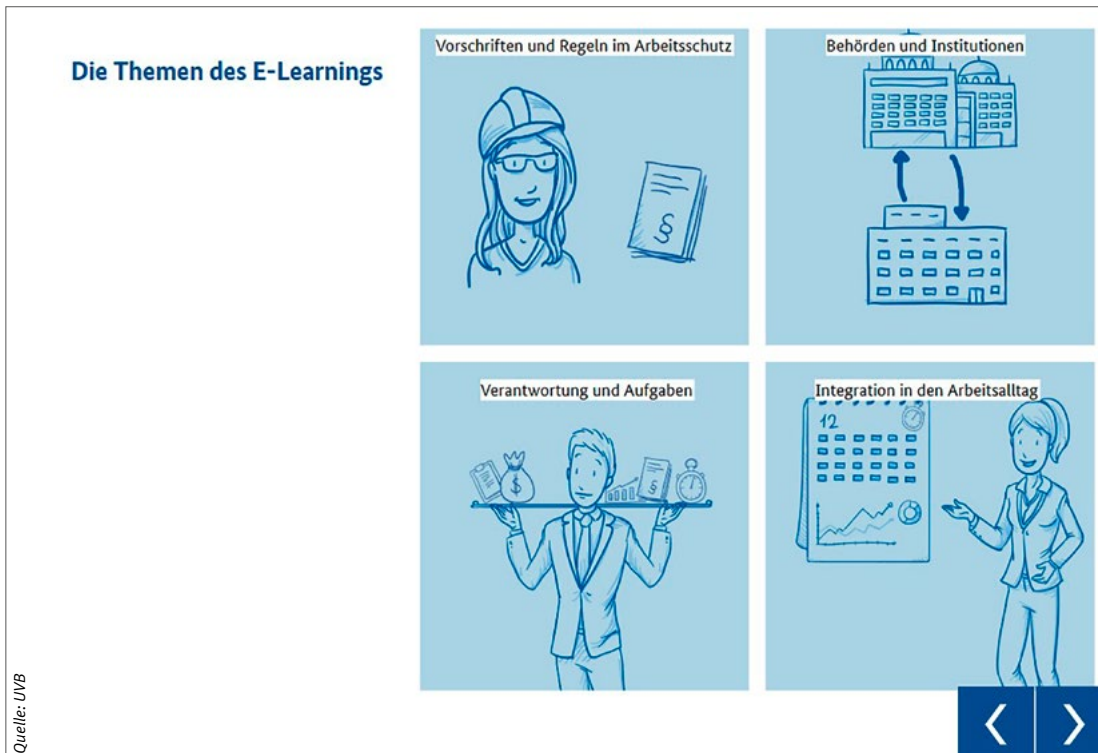 Die Themen des E-Learnings
Vorschriften und Regeln im Arbeitsschutz
§
Behörden und Institutionen
Verantwortung und Aufgaben
$
§
Integration in den Arbeitsalltag
12
Quelle: UVB